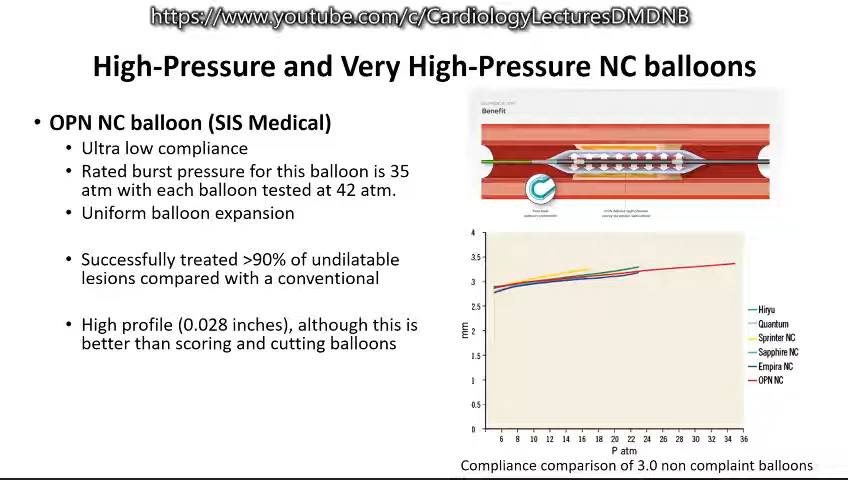 https://www.youtube.com/c/CardiologyLecturesDMDNB
High-Pressure and Very High-Pressure NC balloons
• OPN NC balloon (SIS Medical)
• Ultra low compliance
• Rated burst pressure for this balloon is 35
atm with each balloon tested at 42 atm.
• Uniform balloon expansion
• Successfully treated >90% of undilatable
lesions compared with a conventional
• High profile (0.028 inches), although this is
better than scoring and cutting balloons
Benefit
4
3.5
3
2.5
2
1.5
1
0.5
0
mm
6 8 10 12 14 16 18 20 22 24 26 28 30 32 34 36
P atm
Hiryu
Quantum
Sprinter NC
Sapphire NC
Empira NC
OPN NC
Compliance comparison of 3.0 non complaint balloons